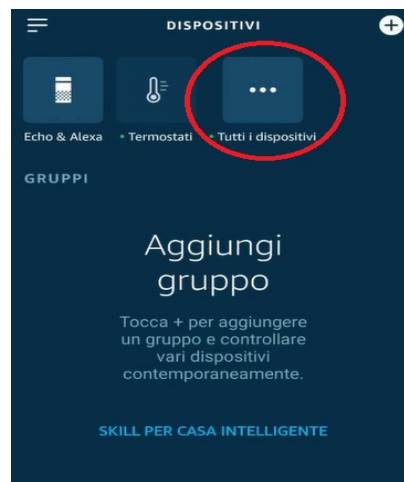 DISPOSITIVI
Echo & Alexa
Termostati
Tutti i dispositivi
GRUPPI
Aggiungi
gruppo
Tocca + per aggiungere
un gruppo e controllare
vari dispositivi
contemporaneamente.
SKILL PER CASA INTELLIGENTE